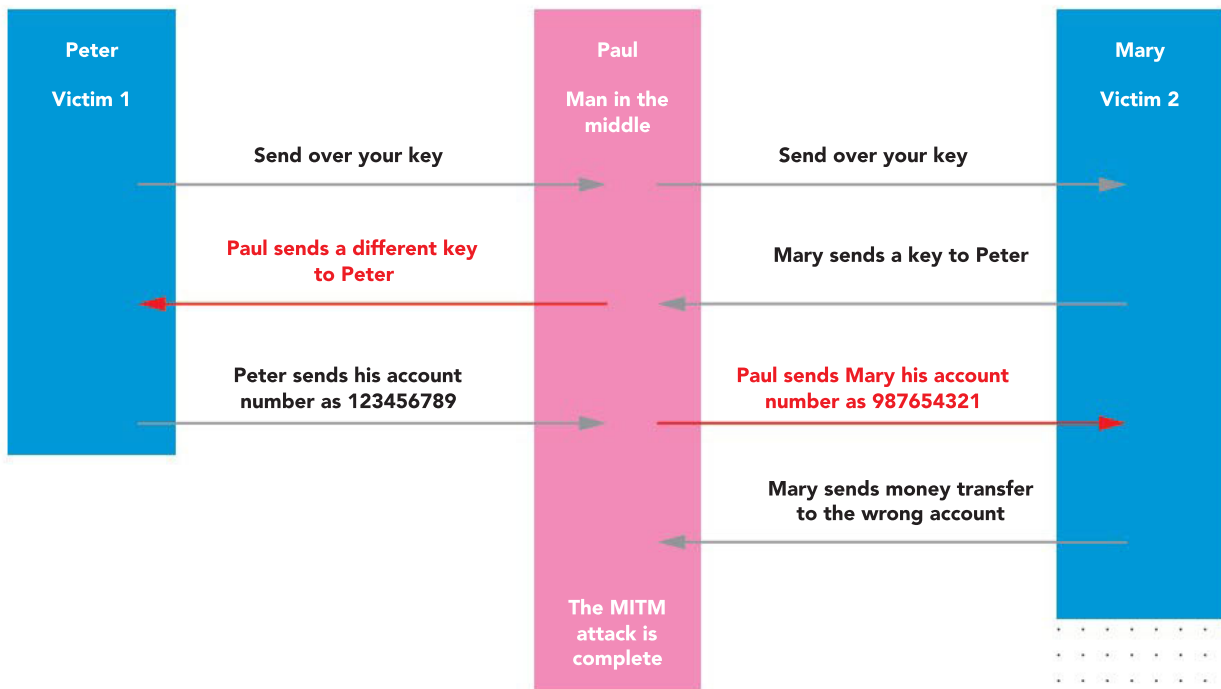 Peter
Victim 1
Paul
Man in the
middle
Mary
Victim 2
Send over your key
Send over your key
Paul sends a different key
to Peter
Mary sends a key to Peter
Peter sends his account
number as 123456789
Paul sends Mary his account
number as 987654321
Mary sends money transfer
to the wrong account
The MITM
attack is
complete